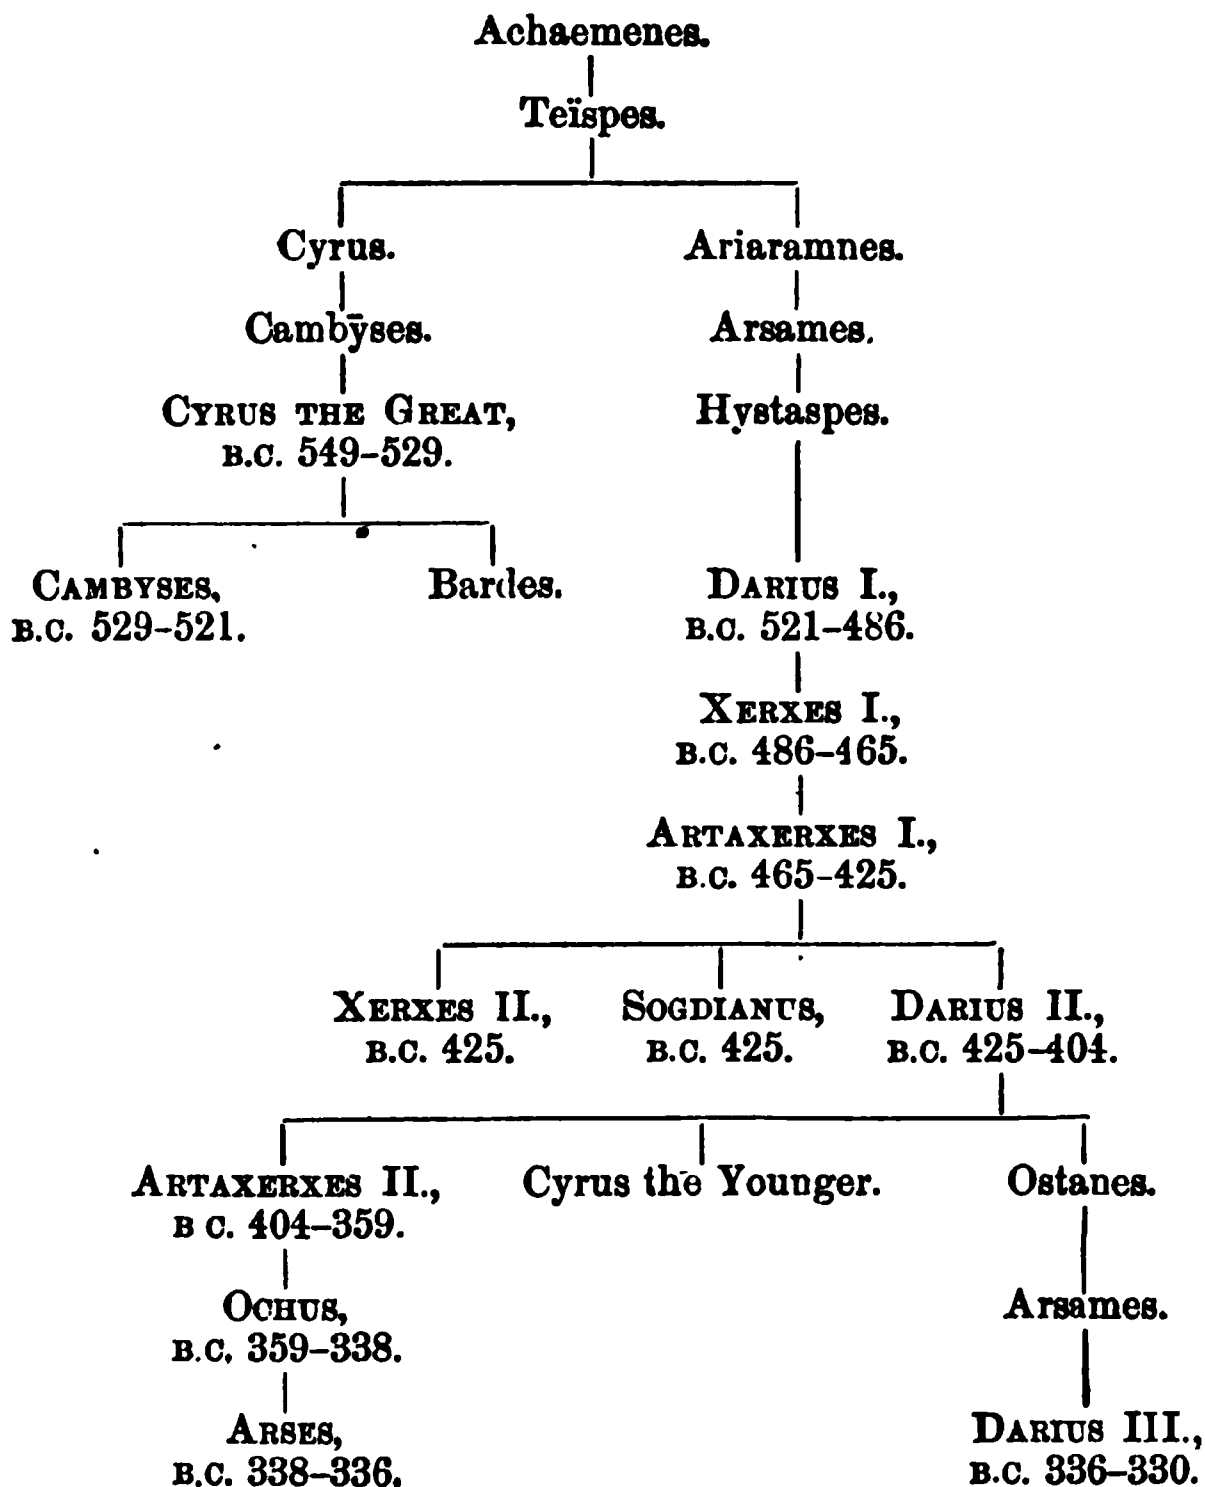 Achaemenes.
Teïspes.
Cyrus. Ariaramnes.
Cambȳses. Arsames.
CYRUS THE GREAT, Hystaspes.
B.C. 549–529.
CAMBYSES, Bardes. DARIUS I.,
B.C. 529–521. B.C. 521–486.
XERXES I.,
B.C. 486–465.
ARTAXERXES I.,
B.C. 465–425.
XERXES II., SOGDIANUS, DARIUS II.,
B.C. 425. B.C. 425. B.C. 425–404.
ARTAXERXES II., Cyrus the Younger. Ostanes.
B C. 404–359.
OCHUS, Arsames.
B.C. 359–338.
ARSES, DARIUS III.,
B.C. 338–336. B.C. 336–330.